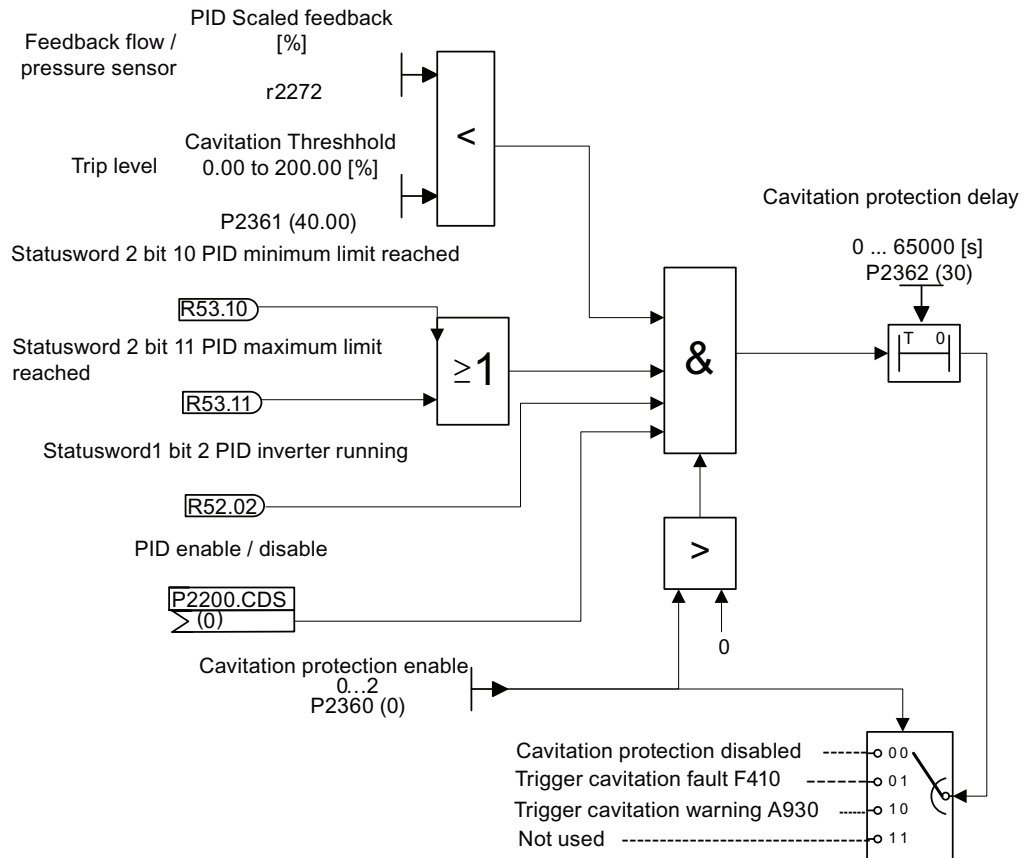 PID Scaled feedback
[%]
Feedback flow /
pressure sensor
r2272
<
Cavitation Threshhold
Trip level
0.00 to 200.00 [%]
P2361 (40.00)
Cavitation protection delay
0 ... 65000 [s]
P2362 (30)
T 0
Statusword 2 bit 10 PID minimum limit reached
R53.10
Statusword 2 bit 11 PID maximum limit
reached
≥1
&
R53.11
Statusword1 bit 2 PID inverter running
R52.02
PID enable / disable
>
P2200.CDS
(0)
0
Cavitation protection enable
0...2
P2360 (0)
Cavitation protection disabled 00
Trigger cavitation fault F410 01
Trigger cavitation warning A930 10
Not used 11